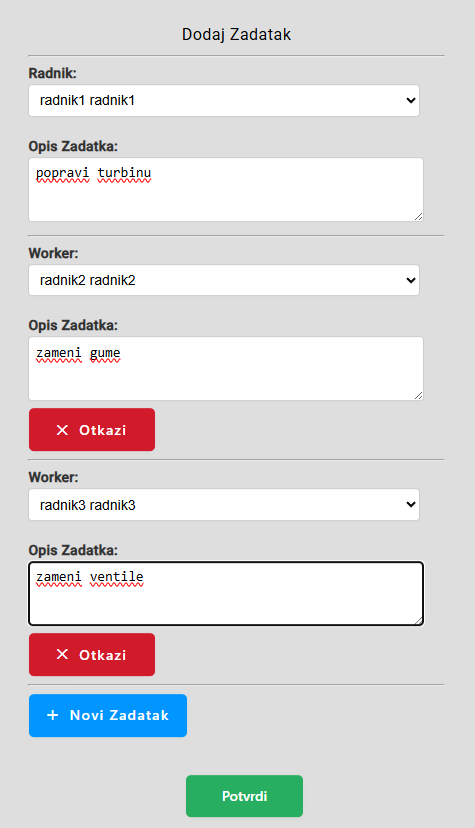 Dodaj Zadatak
Radnik:
radnik1 radnik1
Opis Zadatka:
popravi turbinu
Worker:
radnik2 radnik2
Opis Zadatka:
zameni gume
× Otkazi
Worker:
radnik3 radnik3
Opis Zadatka:
zameni ventile
× Otkazi
+ Novi Zadatak
Potvrdi